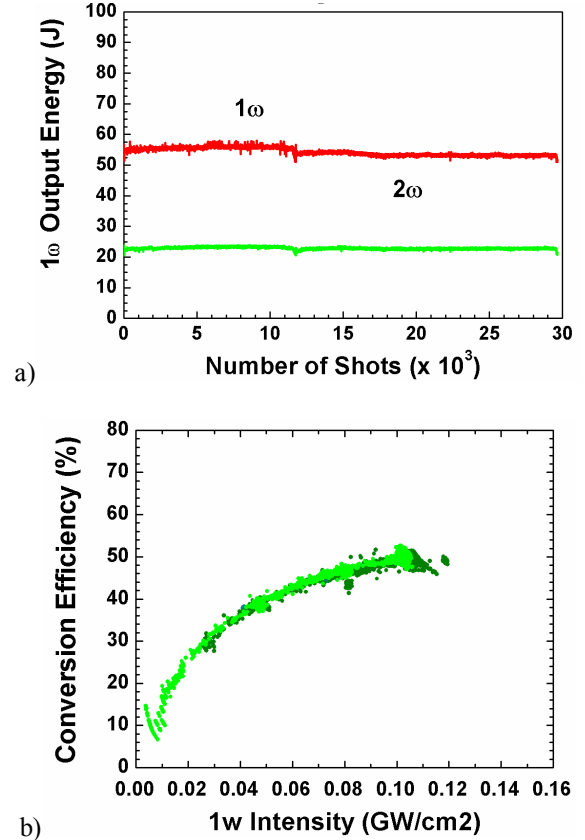 100
90
80
70
60
50
40
30
20
10
0
1ω Output Energy (J)
1ω
2ω
0 5 10 15 20 25 30
Number of Shots (x 10³)
a)
80
70
60
50
40
30
20
10
0
Conversion Efficiency (%)
0.00 0.02 0.04 0.06 0.08 0.10 0.12 0.14 0.16
1w Intensity (GW/cm2)
b)